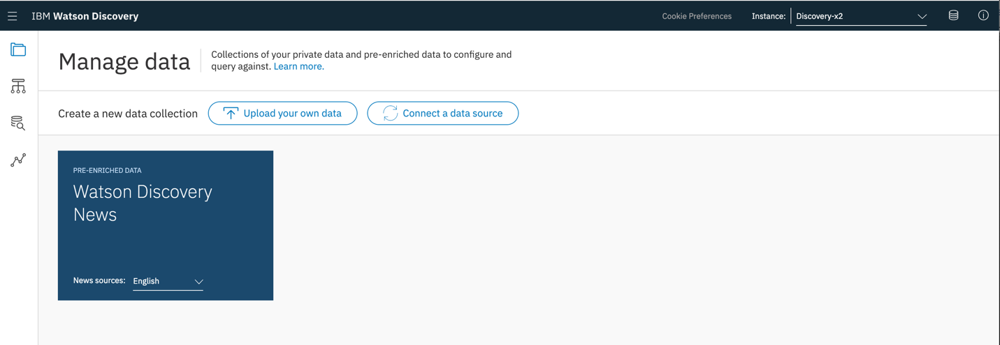 IBM Watson Discovery
Cookie Preferences
Instance:
Discovery-x2
Manage data
Collections of your private data and pre-enriched data to configure and
query against. Learn more.
Create a new data collection
Upload your own data
Connect a data source
PRE-ENRICHED DATA
Watson Discovery
News
News sources:
English